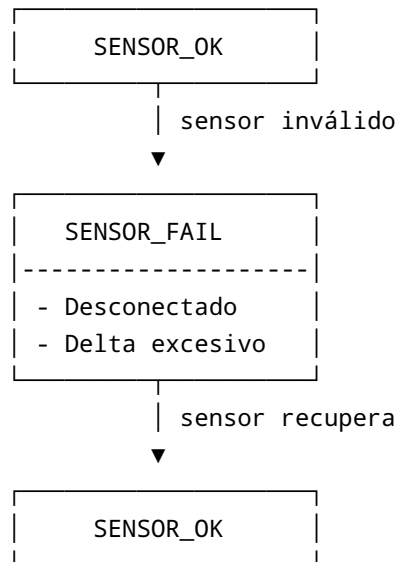 SENSOR_OK
sensor inválido
SENSOR_FAIL
- Desconectado
- Delta excesivo
sensor recupera
SENSOR_OK